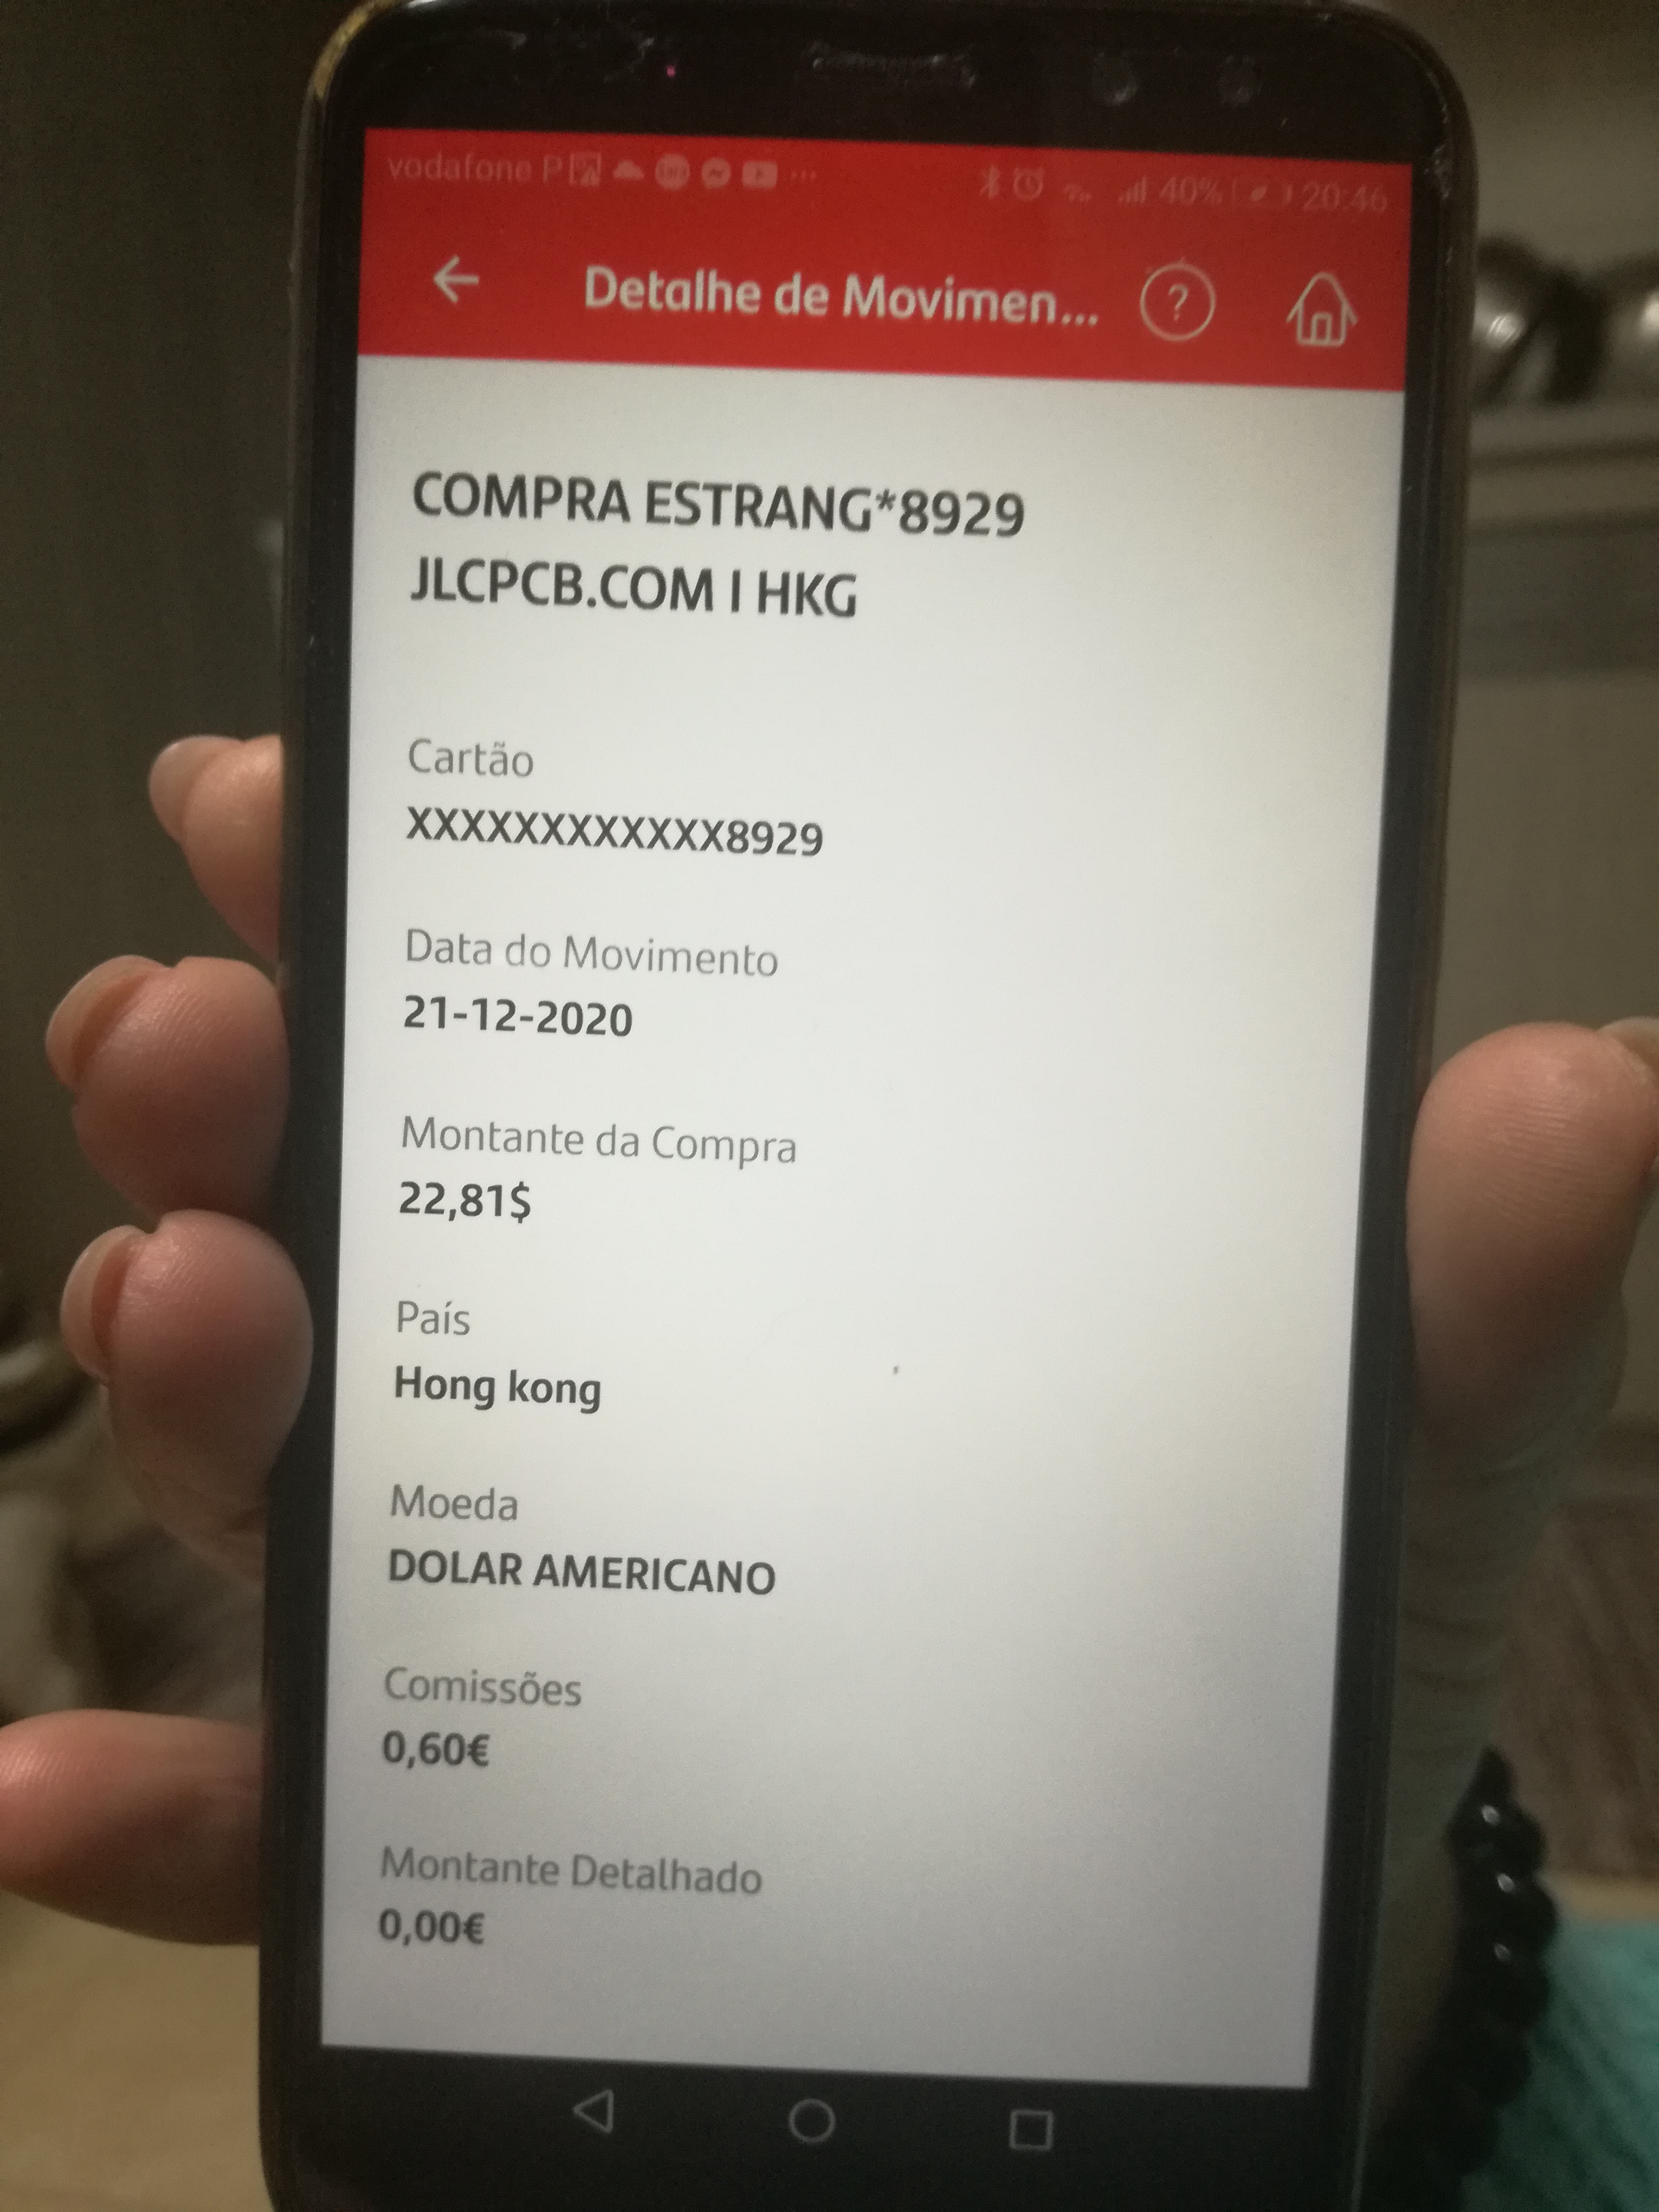 vodafone P
40%
20:46
Detalhe de Movimen...
COMPRA ESTRANG*8929
JLCPCB.COM I HKG
Cartão
XXXXXXXXXXXX8929
Data do Movimento
21-12-2020
Montante da Compra
22,81$
País
Hong kong
Moeda
DOLAR AMERICANO
Comissões
0,60€
Montante Detalhado
0,00€